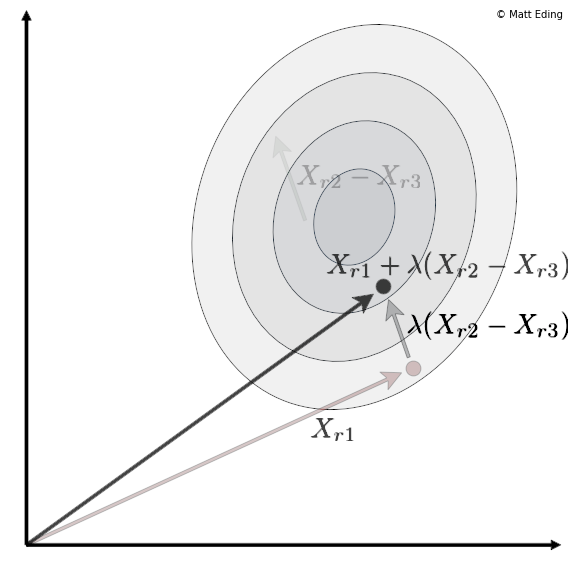 © Matt Eding
X_{r2} − X_{r3}
X_{r1} + λ(X_{r2} − X_{r3})
λ(X_{r2} − X_{r3})
X_{r1}